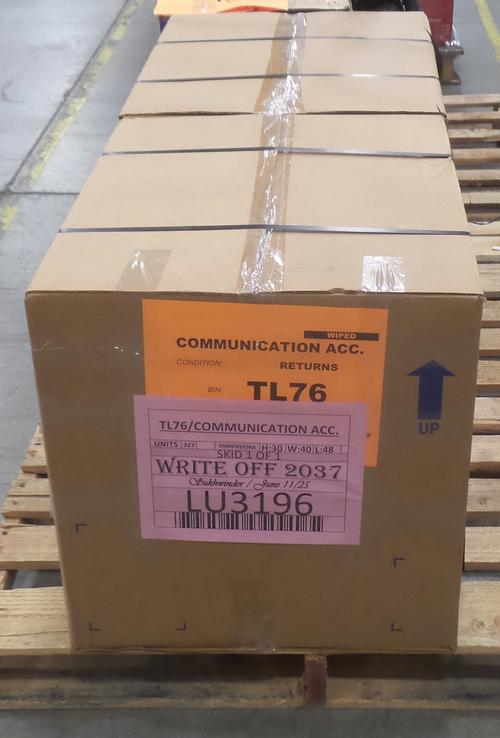 WIPED
COMMUNICATION ACC.
CONDITION: RETURNS
BIN: TL76
UP
TL76/COMMUNICATION ACC.
UNITS 327 DIMENSIONS H:30 W:40 L:48
SKID 1 OF 1
WRITE OFF 2037
Sukhwinder / June 11/25
LU3196